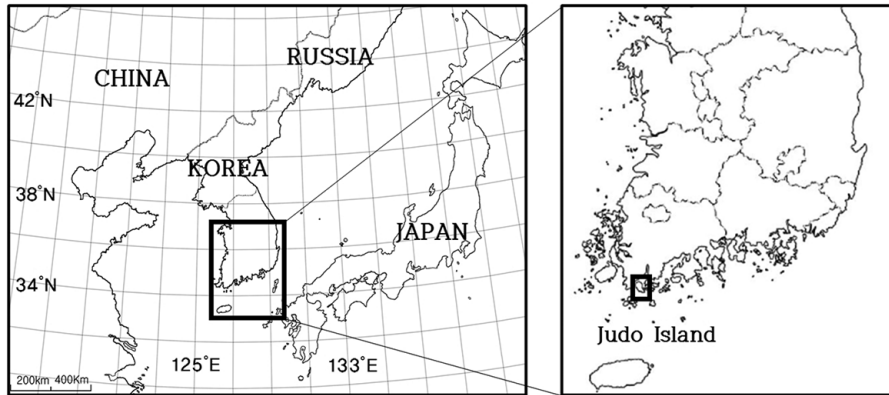 RUSSIA
CHINA
42°N
KOREA
38°N
JAPAN
34°N
Judo Island
125°E 133°E
200km 400Km